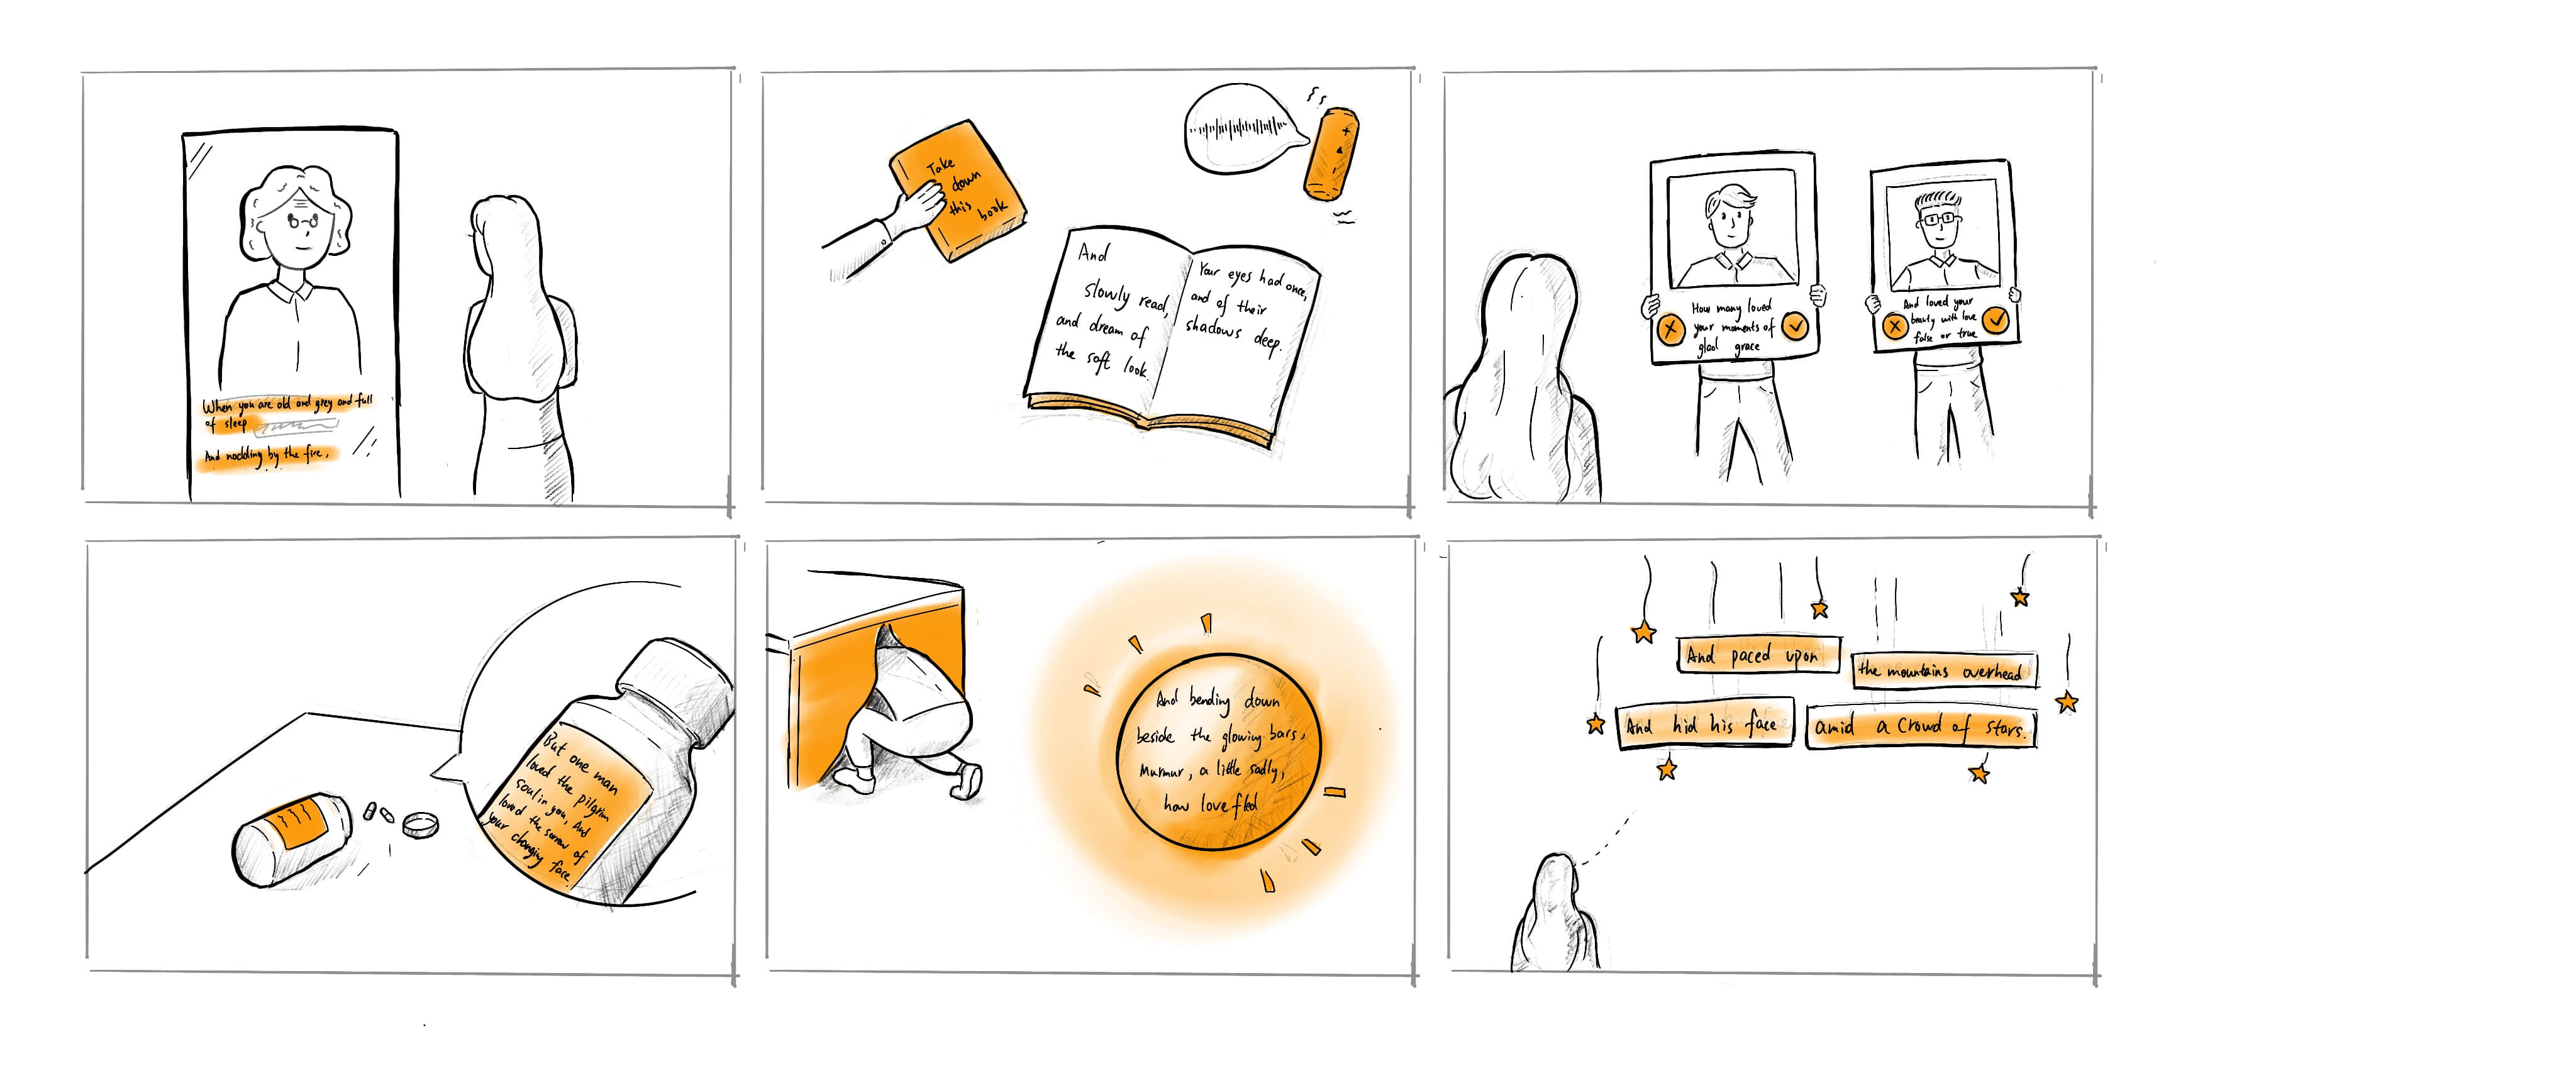 When you are old and grey and full
of sleep
And nodding by the fire,
Take
down
this
book
And
slowly read,
and dream of
the soft look
Your eyes had once,
and of their
shadows deep.
How many loved
your moments of
glad grace
And loved your
beauty with love
false or true
But one man
loved the pilgrim
soul in you, And
loved the sorrow of
your changing face.
And bending down
beside the glowing bars,
Murmur, a little sadly,
how love fled
And paced upon
the mountains overhead
And hid his face
amid a crowd of stars.